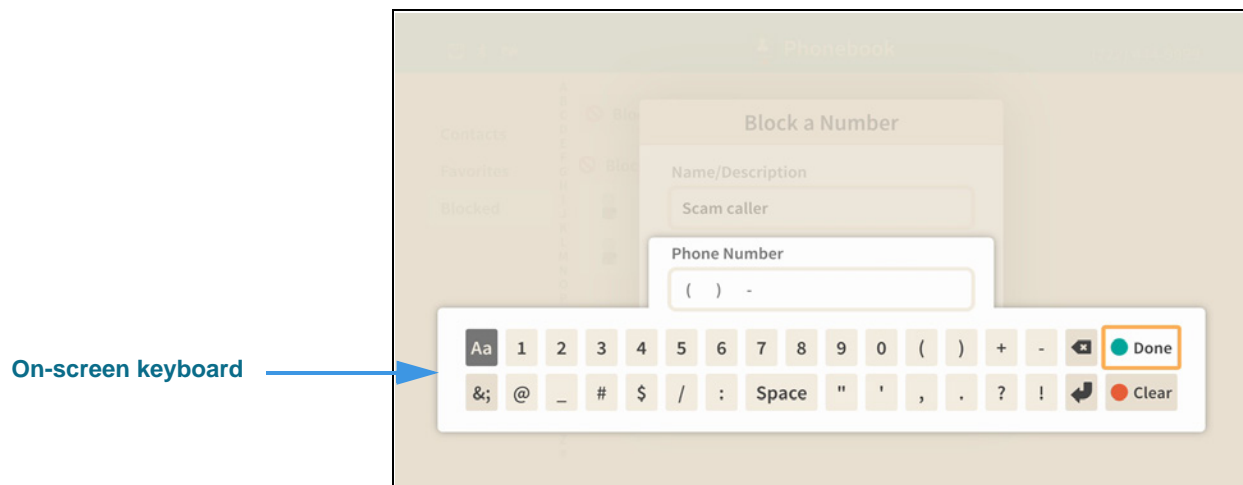 Phonebook
Block a Number
Contacts
Name/Description
Favorites
Blocked
Scam caller
Phone Number
( ) -
On-screen keyboard
Aa 1 2 3 4 5 6 7 8 9 0 ( ) + - Done
&; @ _ # $ / : Space " ' , . ? ! Clear